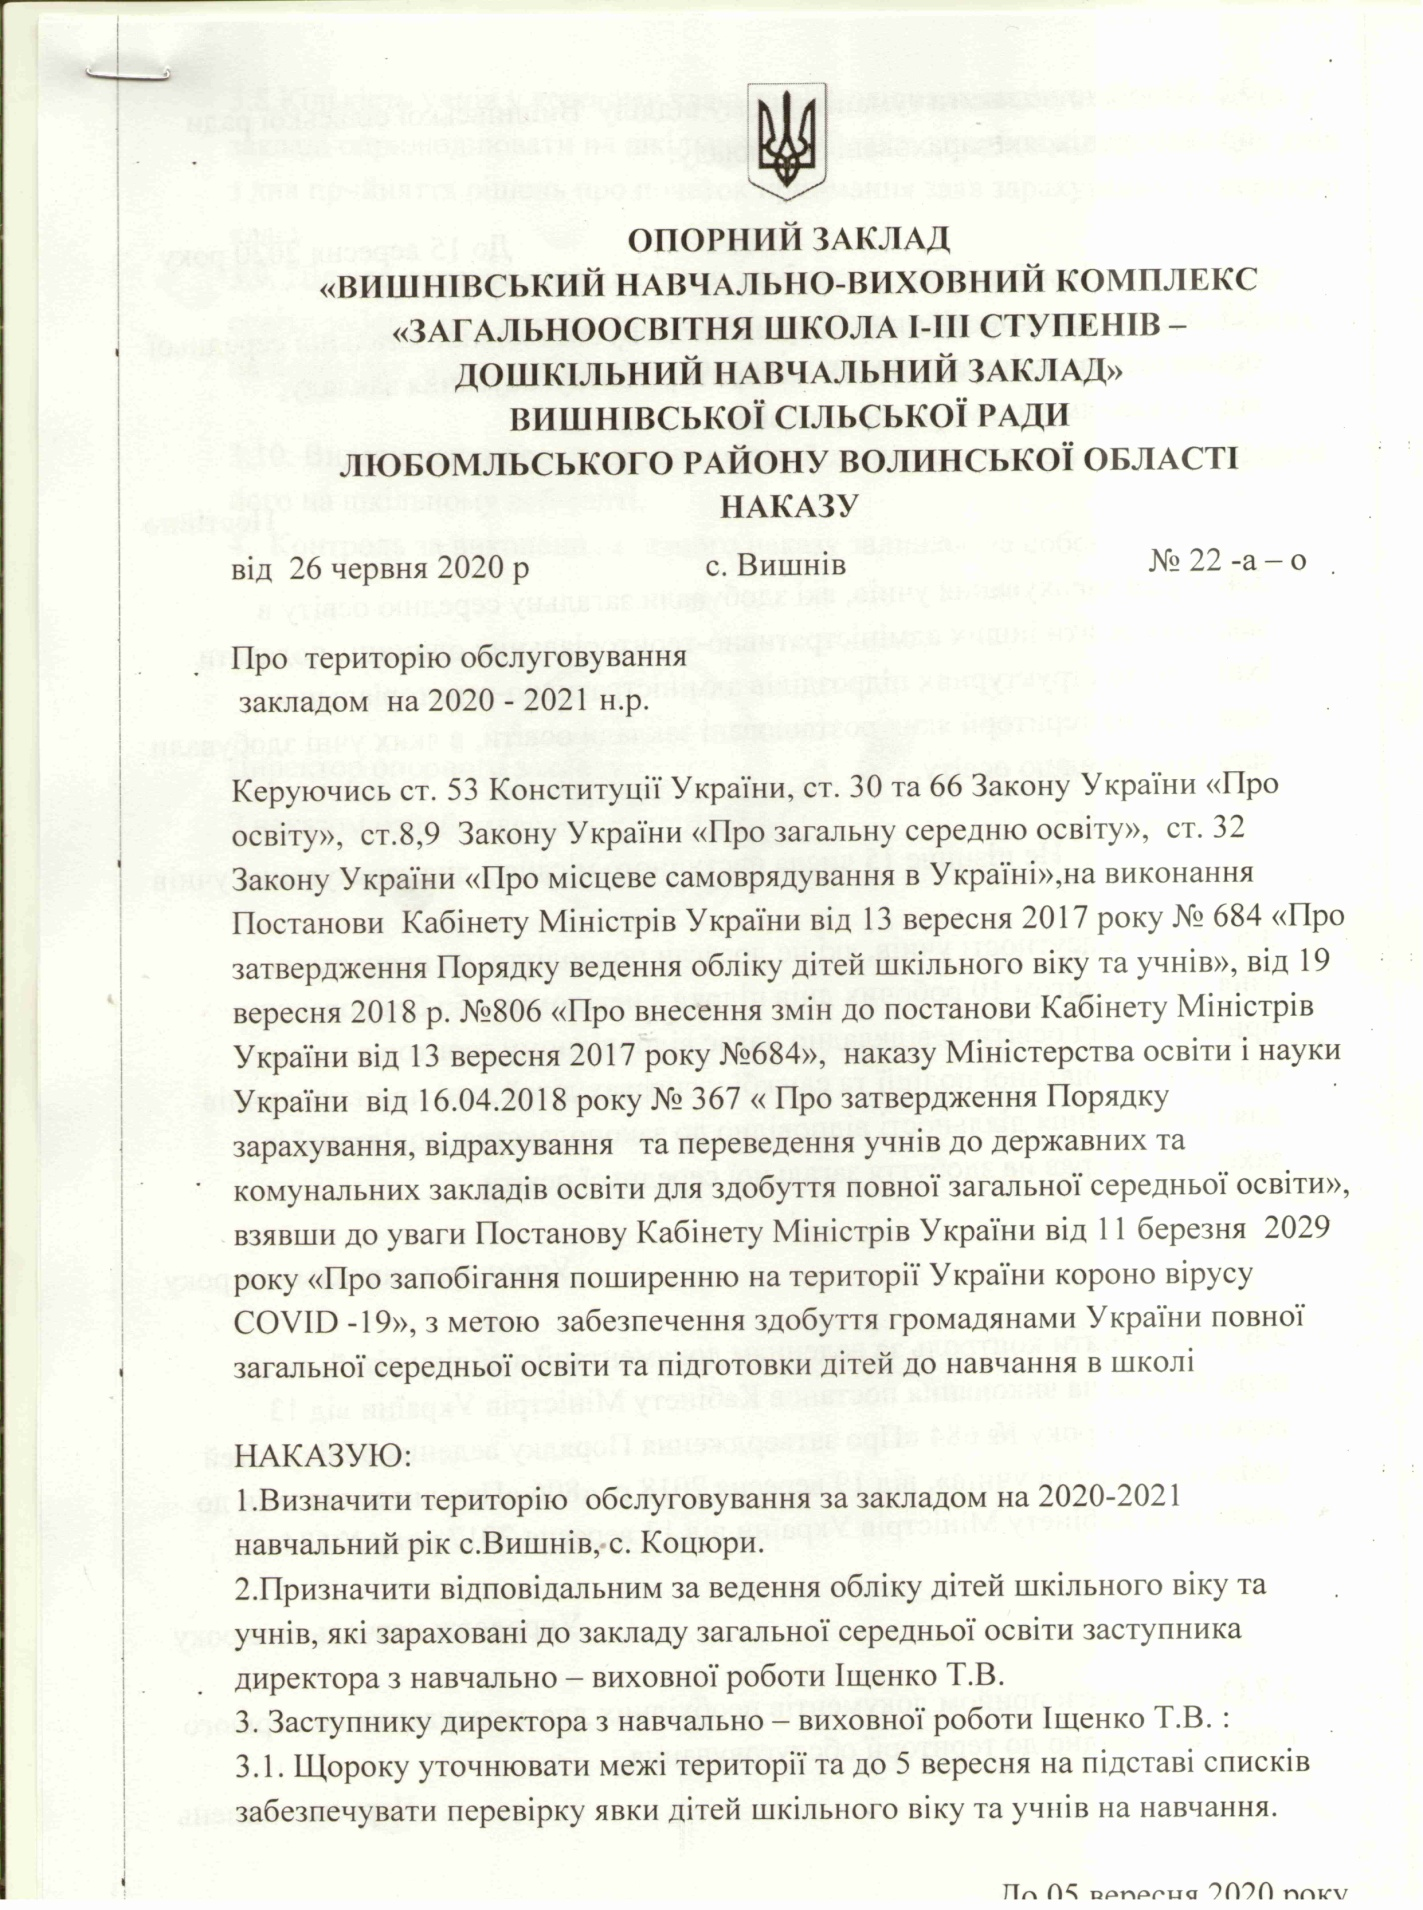 ОПОРНИЙ ЗАКЛАД
«ВИШНІВСЬКИЙ НАВЧАЛЬНО-ВИХОВНИЙ КОМПЛЕКС
«ЗАГАЛЬНООСВІТНЯ ШКОЛА І-ІІІ СТУПЕНІВ –
ДОШКІЛЬНИЙ НАВЧАЛЬНИЙ ЗАКЛАД»
ВИШНІВСЬКОЇ СІЛЬСЬКОЇ РАДИ
ЛЮБОМЛЬСЬКОГО РАЙОНУ ВОЛИНСЬКОЇ ОБЛАСТІ
НАКАЗУ
від 26 червня 2020 р с. Вишнів № 22 -а – о
Про територію обслуговування
закладом на 2020 - 2021 н.р.
Керуючись ст. 53 Конституції України, ст. 30 та 66 Закону України «Про
освіту», ст.8,9 Закону України «Про загальну середню освіту», ст. 32
Закону України «Про місцеве самоврядування в Україні»,на виконання
Постанови Кабінету Міністрів України від 13 вересня 2017 року № 684 «Про
затвердження Порядку ведення обліку дітей шкільного віку та учнів», від 19
вересня 2018 р. №806 «Про внесення змін до постанови Кабінету Міністрів
України від 13 вересня 2017 року №684», наказу Міністерства освіти і науки
України від 16.04.2018 року № 367 « Про затвердження Порядку
зарахування, відрахування та переведення учнів до державних та
комунальних закладів освіти для здобуття повної загальної середньої освіти»,
взявши до уваги Постанову Кабінету Міністрів України від 11 березня 2029
року «Про запобігання поширенню на території України короно вірусу
COVID -19», з метою забезпечення здобуття громадянами України повної
загальної середньої освіти та підготовки дітей до навчання в школі
НАКАЗУЮ:
1.Визначити територію обслуговування за закладом на 2020-2021
навчальний рік с.Вишнів, с. Коцюри.
2.Призначити відповідальним за ведення обліку дітей шкільного віку та
учнів, які зараховані до закладу загальної середньої освіти заступника
директора з навчально – виховної роботи Іщенко Т.В.
3. Заступнику директора з навчально – виховної роботи Іщенко Т.В. :
3.1. Щороку уточнювати межі території та до 5 вересня на підставі списків
забезпечувати перевірку явки дітей шкільного віку та учнів на навчання.
До 05 вересня 2020 року